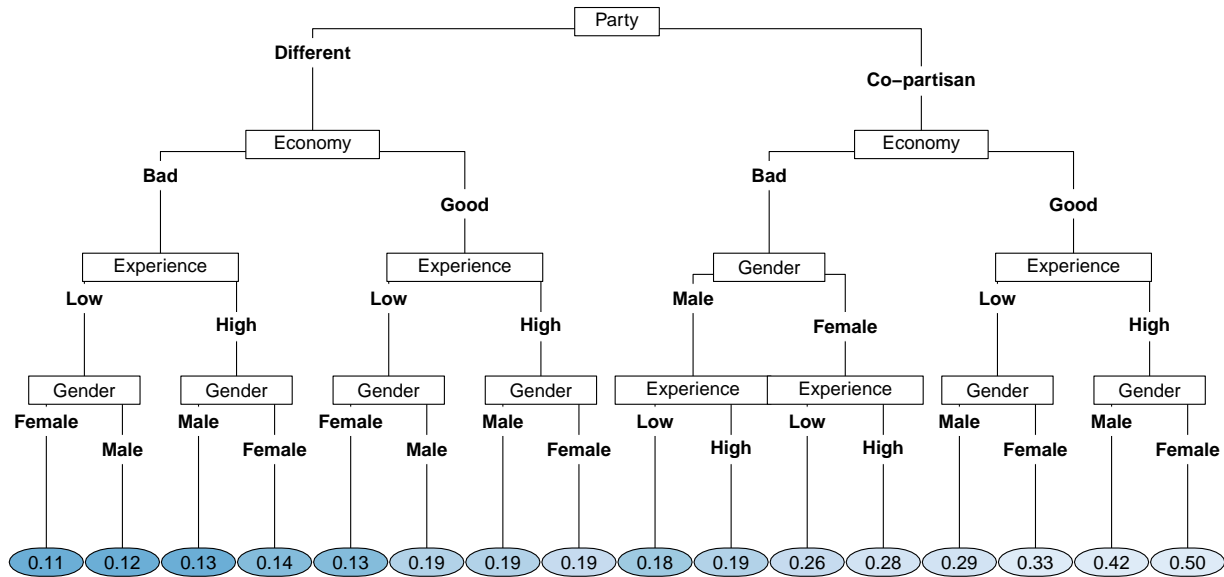 Party
Different
Co−partisan
Economy
Economy
Bad
Good
Bad
Good
Experience
Experience
Gender
Experience
Low
High
Low
High
Male
Female
Low
High
Gender
Gender
Gender
Gender
Experience
Experience
Gender
Gender
Female
Male
Male
Female
Female
Male
Male
Female
Low
High
Low
High
Male
Female
Male
Female
0.11
0.12
0.13
0.14
0.13
0.19
0.19
0.19
0.18
0.19
0.26
0.28
0.29
0.33
0.42
0.50